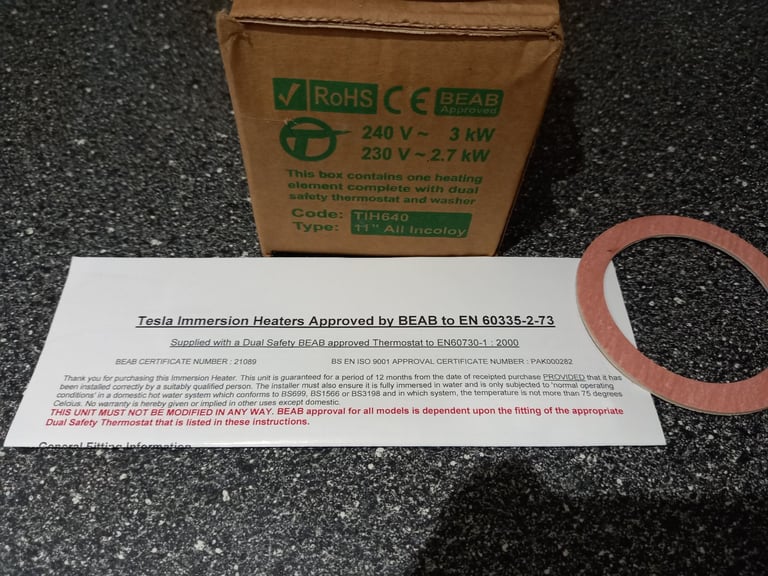 RoHS CE BEAB
Approved
240 V ~ 3 kW
230 V ~ 2.7 kW
This box contains one heating
element complete with dual
safety thermostat and washer
Code: TIH640
Type: 11" All Incoloy
Tesla Immersion Heaters Approved by BEAB to EN 60335-2-73
Supplied with a Dual Safety BEAB approved Thermostat to EN60730-1 : 2000
BEAB CERTIFICATE NUMBER : 21089 BS EN ISO 9001 APPROVAL CERTIFICATE NUMBER : PAK000282
Thank you for purchasing this Immersion Heater. This unit is guaranteed for a period of 12 months from the date of receipted purchase PROVIDED that it has
been installed correctly by a suitably qualified person. The installer must also ensure it is fully immersed in water and is only subjected to 'normal operating
conditions' in a domestic hot water system which conforms to BS699, BS1566 or BS3198 and in which system, the temperature is not more than 75 degrees
Celcius. No warranty is hereby given or implied in other uses except domestic.
THIS UNIT MUST NOT BE MODIFIED IN ANY WAY. BEAB approval for all models is dependent upon the fitting of the appropriate
Dual Safety Thermostat that is listed in these instructions.
General Fitting Information